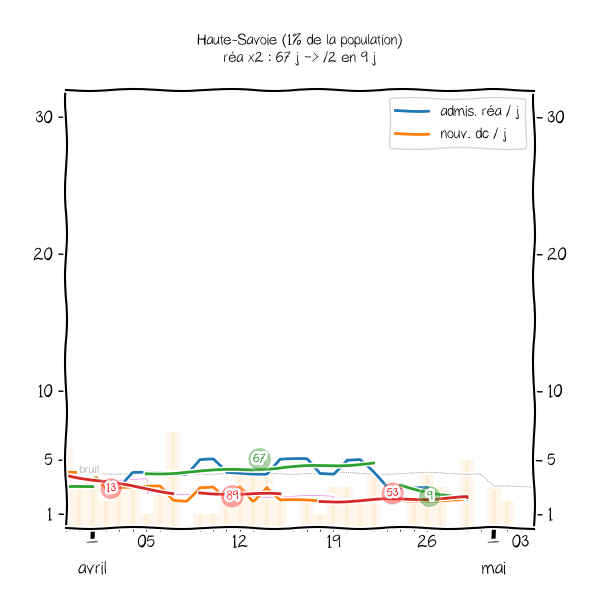 Haute-Savoie (1% de la population)
réa x2 : 67 j -> /2 en 9 j
admis. réa / j
nouv. dc / j
30
30
20
20
10
10
5
5
1
1
bruit
13
89
67
53
9
05
12
19
26
03
avril
mai